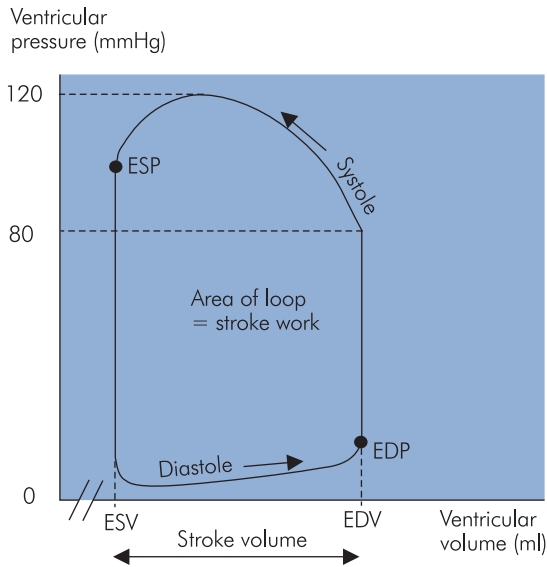 Ventricular
pressure (mmHg)
120
ESP
Systole
80
Area of loop
= stroke work
EDP
Diastole
0
ESV
EDV
Ventricular
volume (ml)
Stroke volume